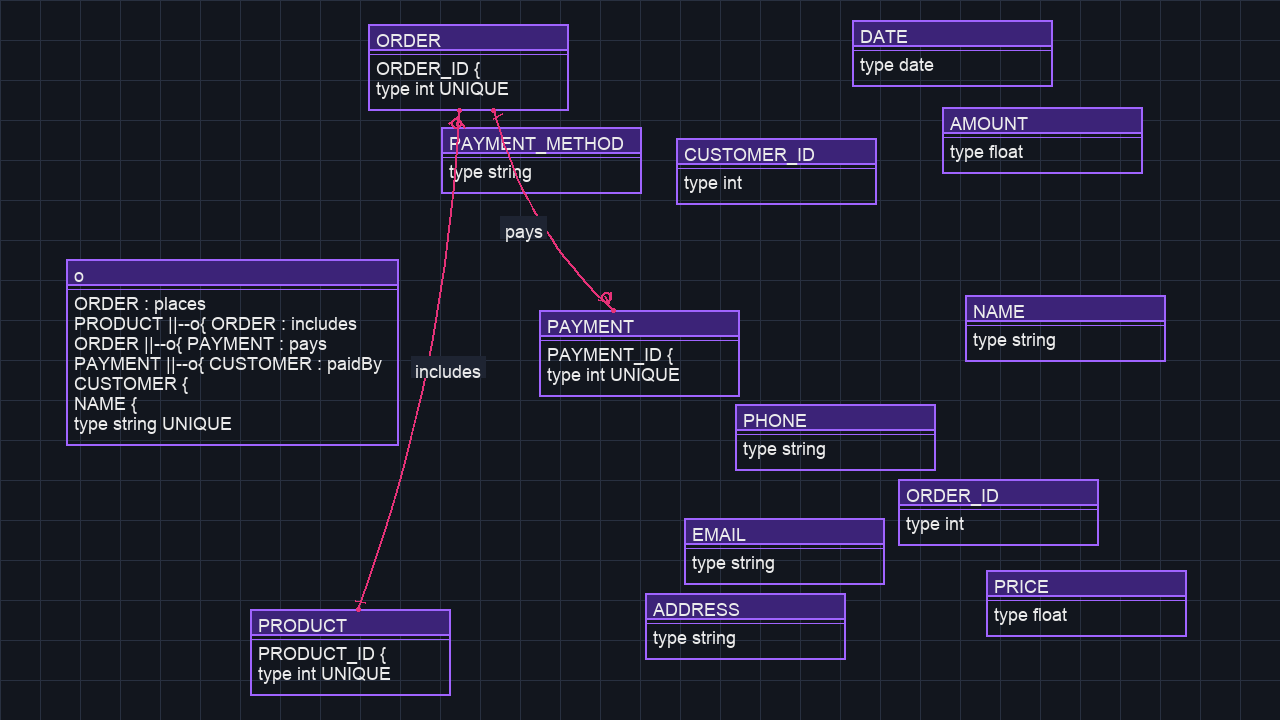 ORDER
ORDER_ID {
type int UNIQUE
DATE
type date
AMOUNT
type float
PAYMENT_METHOD
type string
CUSTOMER_ID
type int
pays
o
ORDER : places
PRODUCT ||--o{ ORDER : includes
ORDER ||--o{ PAYMENT : pays
PAYMENT ||--o{ CUSTOMER : paidBy
CUSTOMER {
NAME {
type string UNIQUE
includes
PAYMENT
PAYMENT_ID {
type int UNIQUE
NAME
type string
PHONE
type string
ORDER_ID
type int
EMAIL
type string
PRICE
type float
ADDRESS
type string
PRODUCT
PRODUCT_ID {
type int UNIQUE